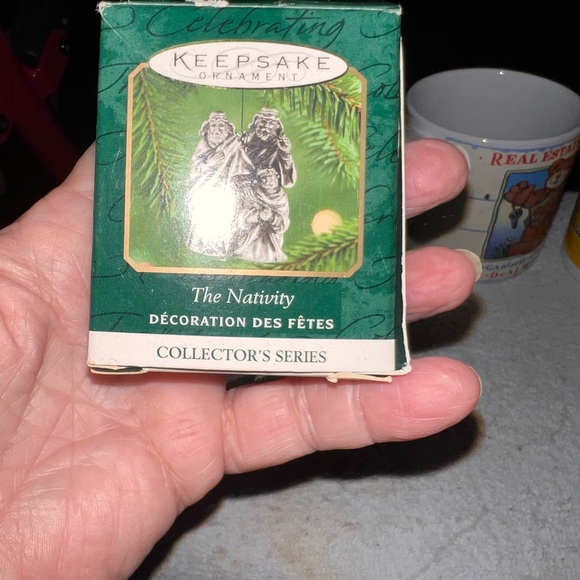 Celebrating
KEEPSAKE
ORNAMENT
The Nativity
DÉCORATION DES FÊTES
COLLECTOR'S SERIES
REAL ESTA